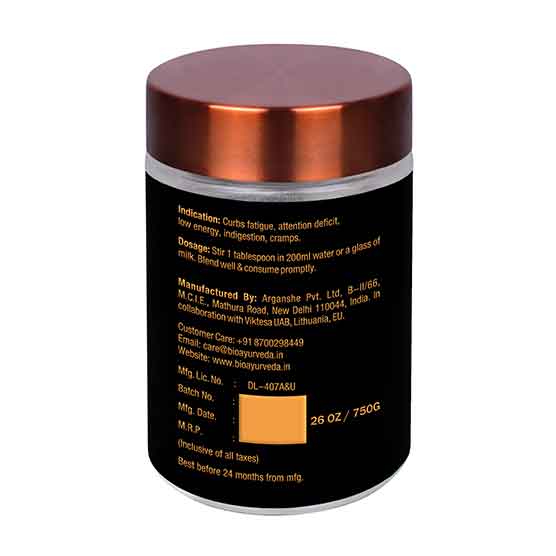 Indication: Curbs fatigue, attention deficit,
low energy, indigestion, cramps.
Dosage: Stir 1 tablespoon in 200ml water or a glass of
milk. Blend well & consume promptly.
Manufactured By: Arganshe Pvt. Ltd, B-II/66,
M.C.I.E., Mathura Road, New Delhi 110044, India. In
collaboration with Viktesa UAB, Lithuania, EU.
Customer Care: +91 8700298449
Email: care@bioayurveda.in
Website: www.bioayurveda.in
Mfg. Lic. No. : DL-407A&U
Batch No. :
Mfg. Date. :
M.R.P. :
26 OZ / 750G
(Inclusive of all taxes)
Best before 24 months from mfg.